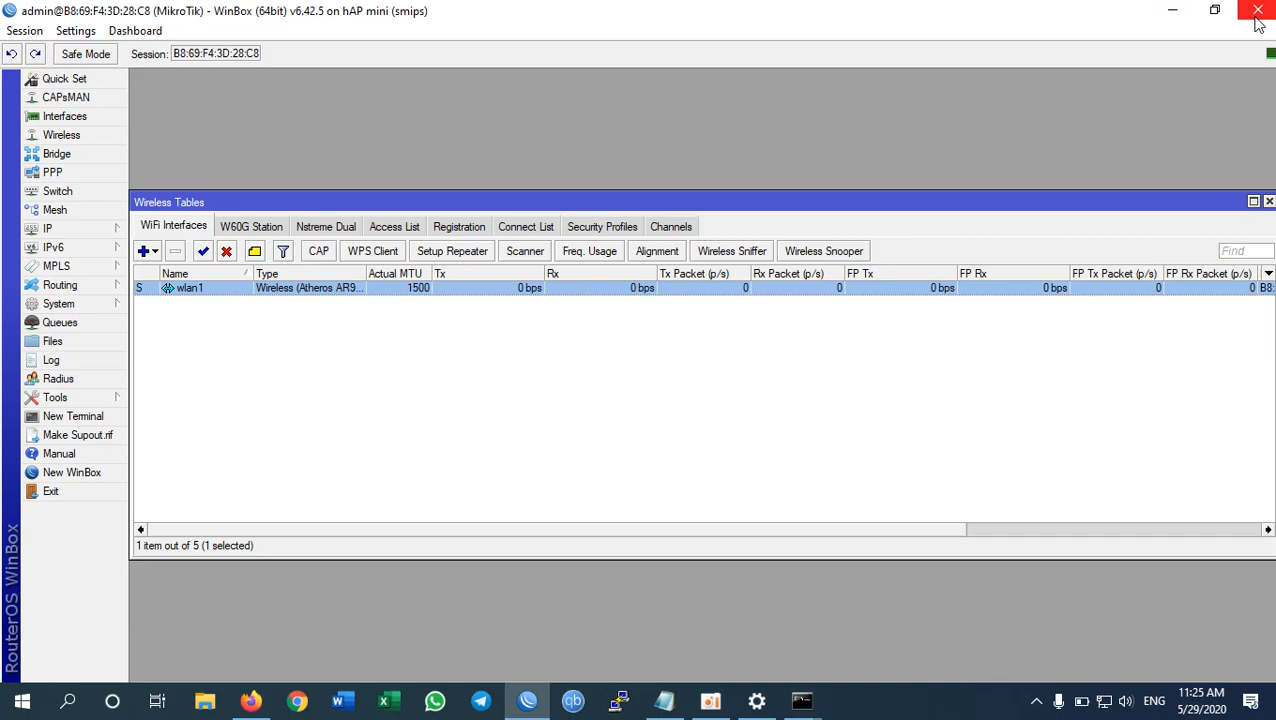 admin@B8:69:F4:3D:28:C8 (MikroTik) - WinBox (64bit) v6.42.5 on hAP mini (smips)
Session Settings Dashboard
Safe Mode Session: B8:69:F4:3D:28:C8
Quick Set
CAPsMAN
Interfaces
Wireless
Bridge
PPP
Switch
Mesh
IP
IPv6
MPLS
Routing
System
Queues
Files
Log
Radius
Tools
New Terminal
Make Supout.rif
Manual
New WinBox
Exit
RouterOS WinBox
Wireless Tables
WiFi Interfaces W60G Station Nstreme Dual Access List Registration Connect List Security Profiles Channels
CAP WPS Client Setup Repeater Scanner Freq. Usage Alignment Wireless Sniffer Wireless Snooper Find
Name Type Actual MTU Tx Rx Tx Packet (p/s) Rx Packet (p/s) FP Tx FP Rx FP Tx Packet (p/s) FP Rx Packet (p/s)
S wlan1 Wireless (Atheros AR9... 1500 0 bps 0 bps 0 0 0 bps 0 bps 0 0 B8:
1 item out of 5 (1 selected)
ENG
11:25 AM
5/29/2020